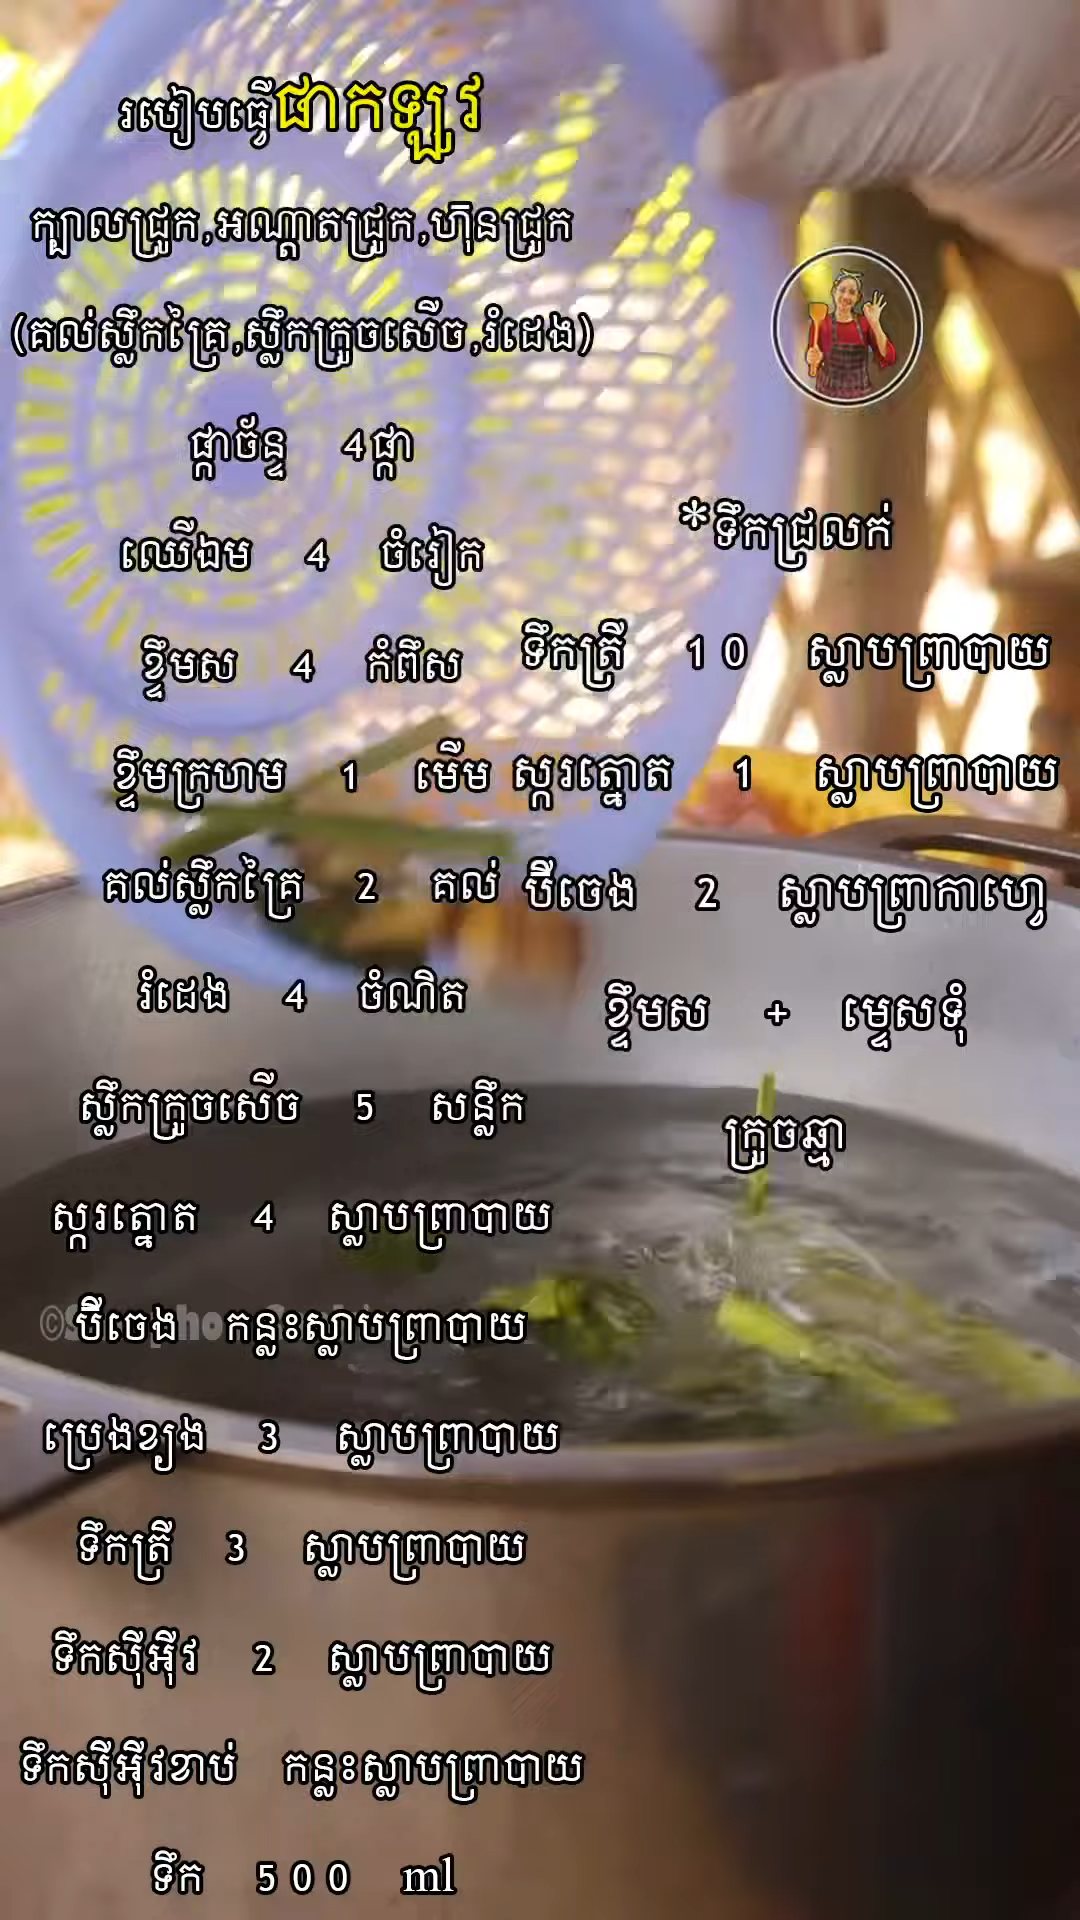 របៀបធ្វើផាកឡូវ
ក្បាលជ្រូក,អណ្តាតជ្រូក,ហ៊ុនជ្រូក
(គល់ស្លឹកគ្រៃ,ស្លឹកក្រូចសើច,រំដេង)
ផ្កាច័ន្ទ 4ផ្កា
ឈើឯម 4 ចំរៀក
ខ្ទឹមស 4 កំពឹស
ខ្ទឹមក្រហម 1 មើម
គល់ស្លឹកគ្រៃ 2 គល់
រំដេង 4 ចំណិត
ស្លឹកក្រូចសើច 5 សន្លឹក
ស្ករត្នោត 4 ស្លាបព្រាបាយ
ប៊ីចេង កន្លះស្លាបព្រាបាយ
ប្រេងខ្យង 3 ស្លាបព្រាបាយ
ទឹកត្រី 3 ស្លាបព្រាបាយ
ទឹកស៊ីអ៊ីវ 2 ស្លាបព្រាបាយ
ទឹកស៊ីអ៊ីវខាប់ កន្លះស្លាបព្រាបាយ
ទឹក 500 ml
*ទឹកជ្រលក់
ទឹកត្រី 10 ស្លាបព្រាបាយ
ស្ករត្នោត 1 ស្លាបព្រាបាយ
ប៊ីចេង 2 ស្លាបព្រាកាហ្វេ
ខ្ទឹមស + ម្ទេសទុំ
ក្រូចឆ្មា